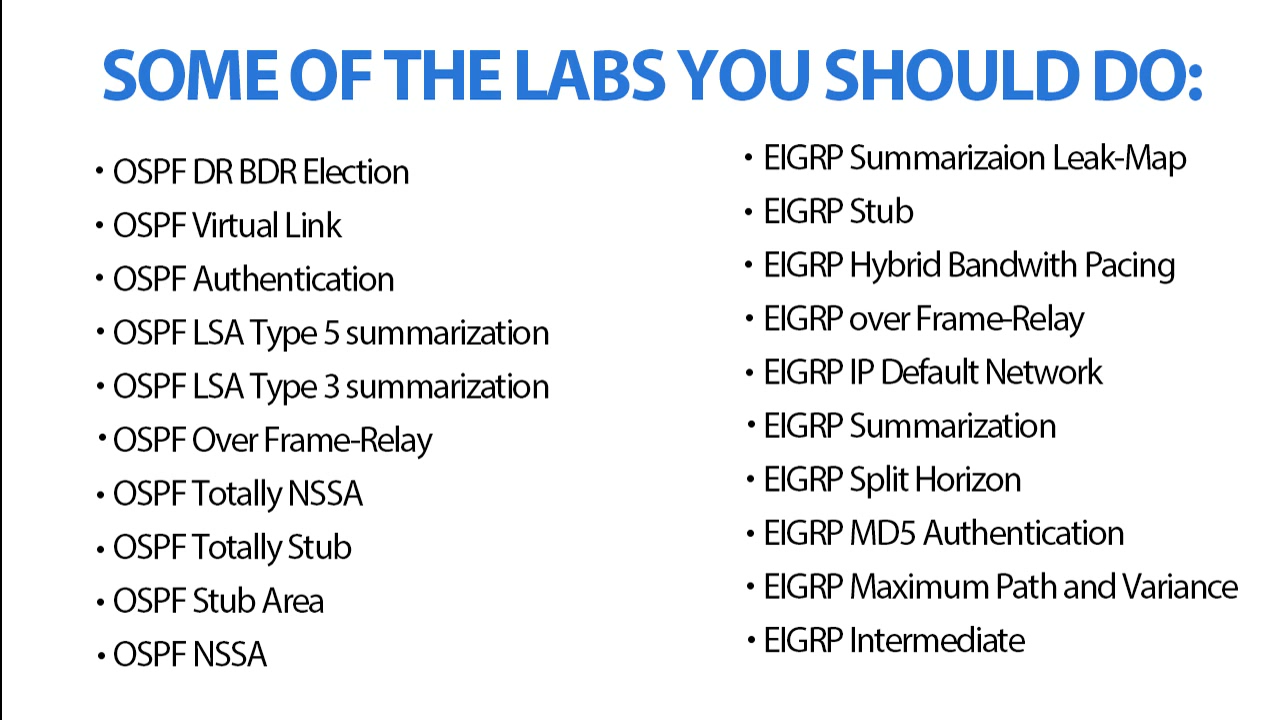 SOME OF THE LABS YOU SHOULD DO:
• OSPF DR BDR Election
• OSPF Virtual Link
• OSPF Authentication
• OSPF LSA Type 5 summarization
• OSPF LSA Type 3 summarization
• OSPF Over Frame-Relay
• OSPF Totally NSSA
• OSPF Totally Stub
• OSPF Stub Area
• OSPF NSSA
• EIGRP Summarizaion Leak-Map
• EIGRP Stub
• EIGRP Hybrid Bandwith Pacing
• EIGRP over Frame-Relay
• EIGRP IP Default Network
• EIGRP Summarization
• EIGRP Split Horizon
• EIGRP MD5 Authentication
• EIGRP Maximum Path and Variance
• EIGRP Intermediate